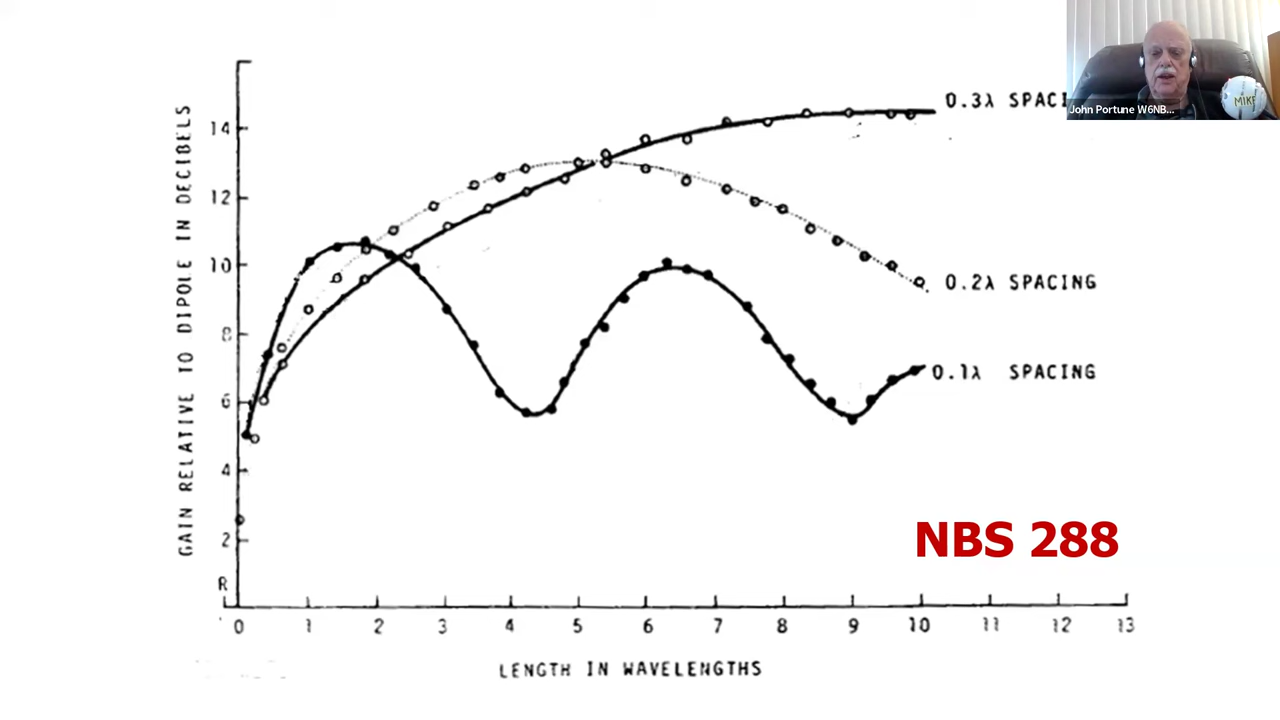 John Portune W6NB...
MIKE
0.3λ SPACI
GAIN RELATIVE TO DIPOLE IN DECIBELS
14
12
10
8
6
4
2
R
0.2λ SPACING
0.1λ SPACING
NBS 288
0 1 2 3 4 5 6 7 8 9 10 11 12 13
LENGTH IN WAVELENGTHS